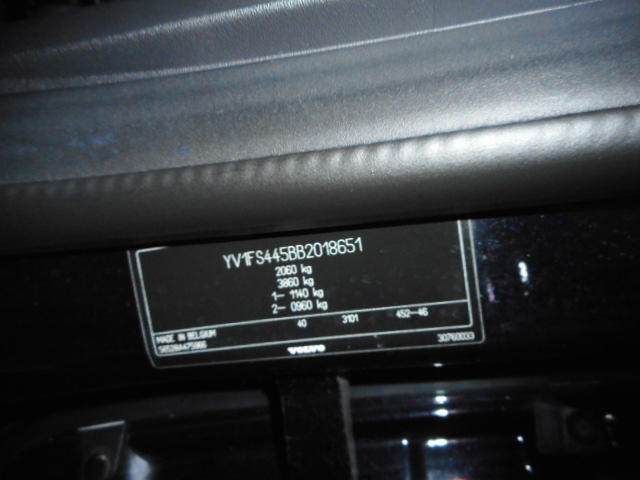 YV1FS445BB2018651
2060 kg
3860 kg
1- 1140 kg
2- 0960 kg
40 3101 452-46
MADE IN BELGIUM
30760033
VOLVO